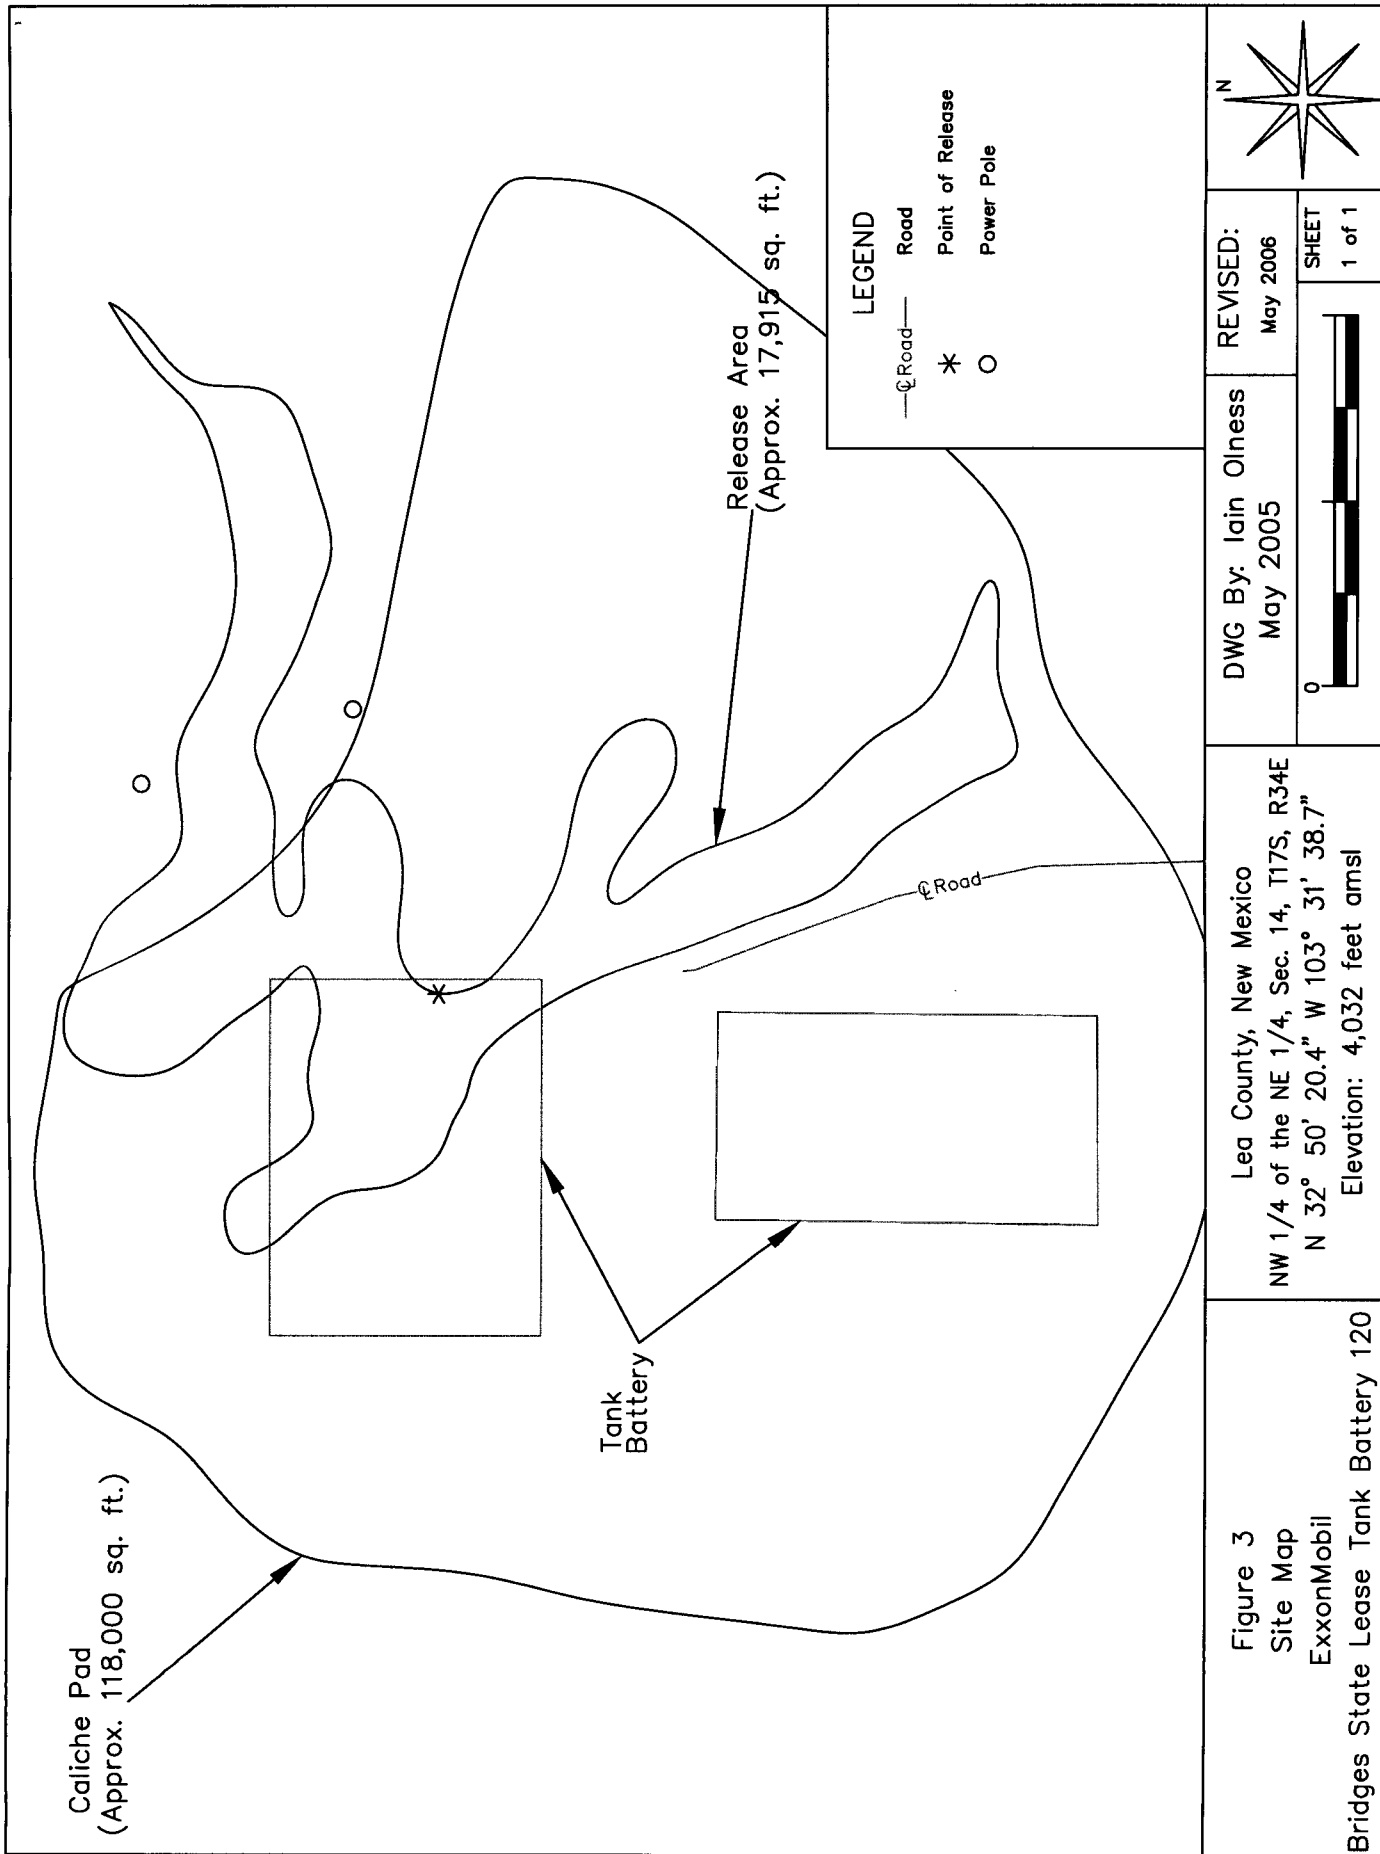 Caliche Pad
(Approx. 118,000 sq. ft.)
Tank
Battery
Release Area
(Approx. 17,915 sq. ft.)
℄ Road
LEGEND
℄ Road Road
Point of Release
Power Pole
Figure 3
Site Map
ExxonMobil
Bridges State Lease Tank Battery 120
Lea County, New Mexico
NW 1/4 of the NE 1/4, Sec. 14, T17S, R34E
N 32° 50' 20.4" W 103° 31' 38.7"
Elevation: 4,032 feet amsl
DWG By: Iain Olness
May 2005
REVISED:
May 2006
0
SHEET
1 of 1
N